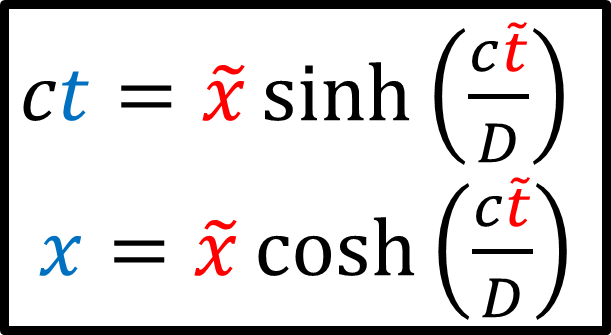 ct = x̃ sinh (ct̃/D)
x = x̃ cosh (ct̃/D)